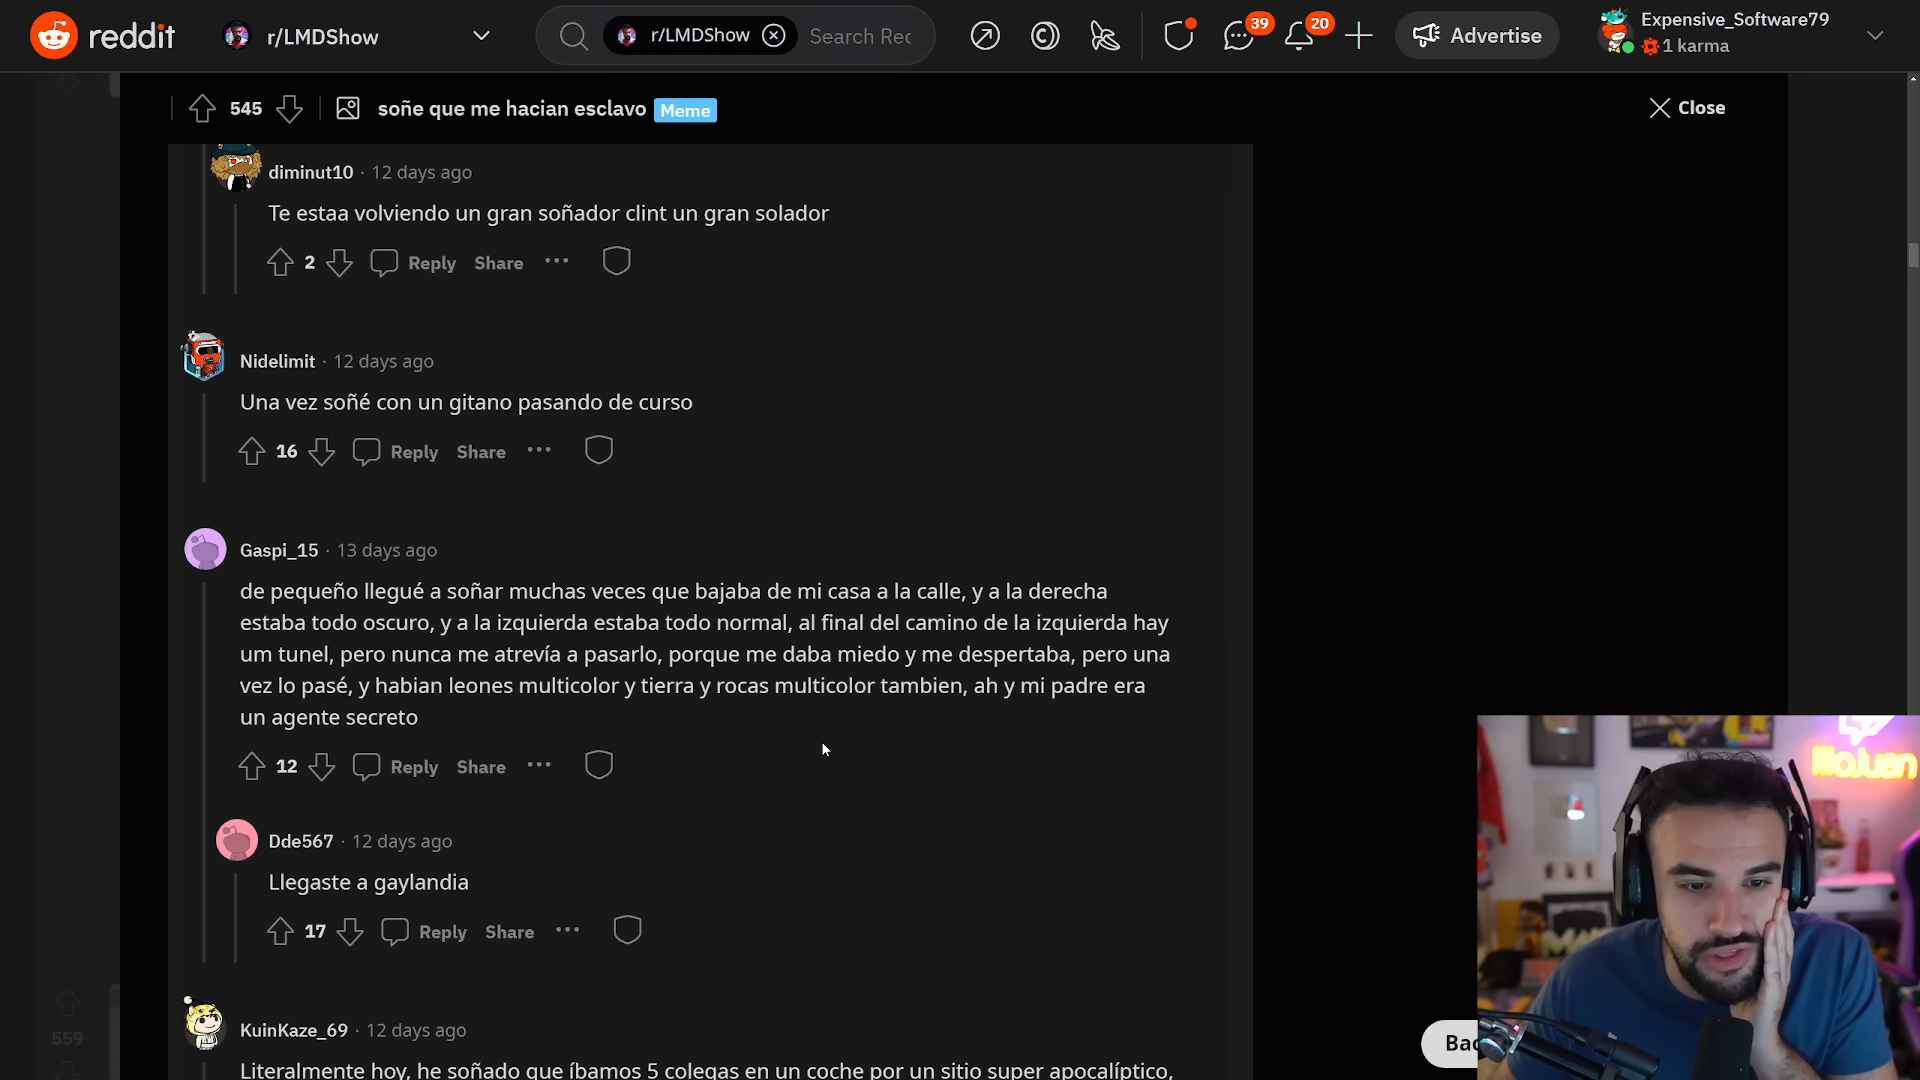 reddit
r/LMDShow
r/LMDShow
Search Rec
39
20
Advertise
Expensive_Software79
1 karma
545
soñe que me hacian esclavo
Meme
Close
diminut10 · 12 days ago
Te estaa volviendo un gran soñador clint un gran solador
2
Reply
Share
Nidelimit · 12 days ago
Una vez soñé con un gitano pasando de curso
16
Reply
Share
Gaspi_15 · 13 days ago
de pequeño llegué a soñar muchas veces que bajaba de mi casa a la calle, y a la derecha
estaba todo oscuro, y a la izquierda estaba todo normal, al final del camino de la izquierda hay
um tunel, pero nunca me atrevía a pasarlo, porque me daba miedo y me despertaba, pero una
vez lo pasé, y habian leones multicolor y tierra y rocas multicolor tambien, ah y mi padre era
un agente secreto
12
Reply
Share
Dde567 · 12 days ago
Llegaste a gaylandia
17
Reply
Share
KuinKaze_69 · 12 days ago
Literalmente hoy, he soñado que íbamos 5 colegas en un coche por un sitio super apocalíptico,
559
Bac
IlloJuan